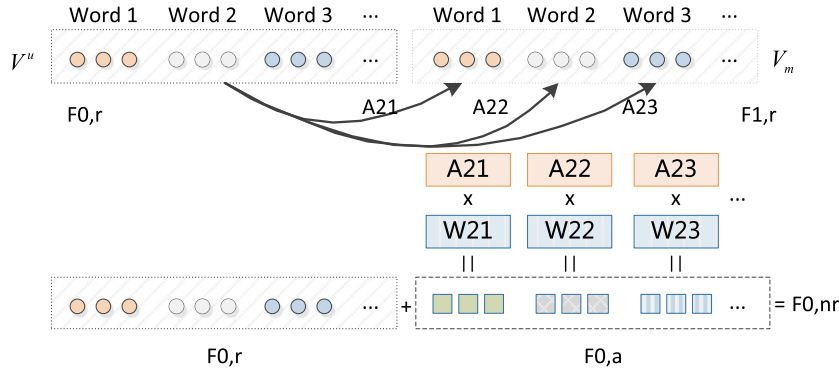 Word 1 Word 2 Word 3 ... Word 1 Word 2 Word 3 ...
V^u ... ... V_m
F0,r A21 A22 A23 F1,r
A21 A22 A23
x x x ...
W21 W22 W23
|| || ||
... + ... = F0,nr
F0,r F0,a